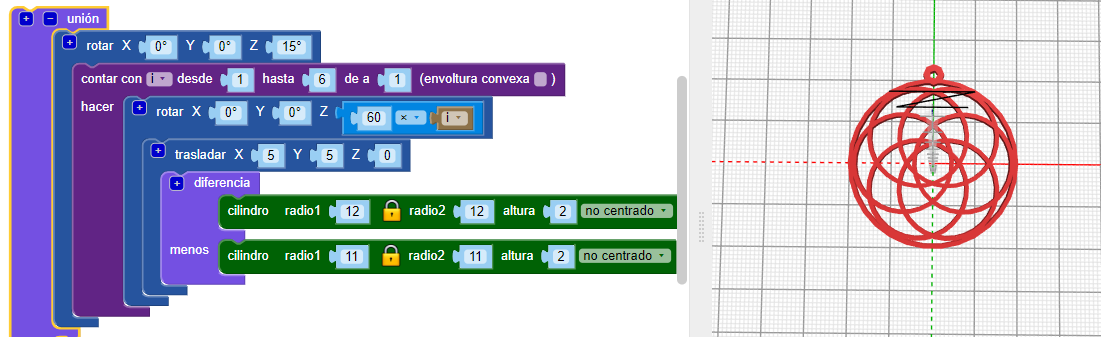 + − unión
+ rotar X 0° Y 0° Z 15°
contar con i desde 1 hasta 6 de a 1 (envoltura convexa )
hacer + rotar X 0° Y 0° Z 60 × i
+ trasladar X 5 Y 5 Z 0
+ diferencia
cilindro radio1 12 radio2 12 altura 2 no centrado
menos cilindro radio1 11 radio2 11 altura 2 no centrado